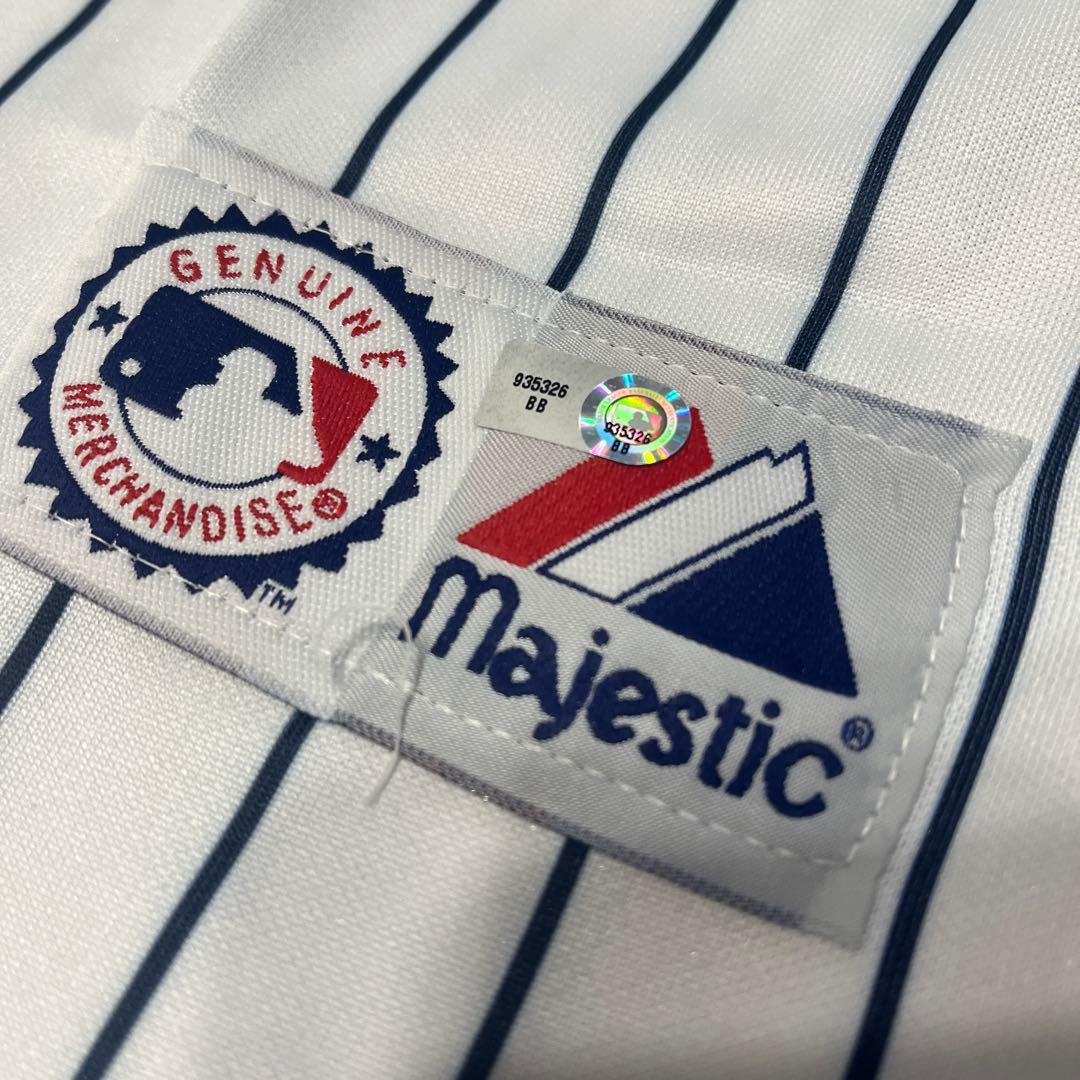 GENUINE
MERCHANDISE®
TM
935326
BB
935326
BB
majestic®